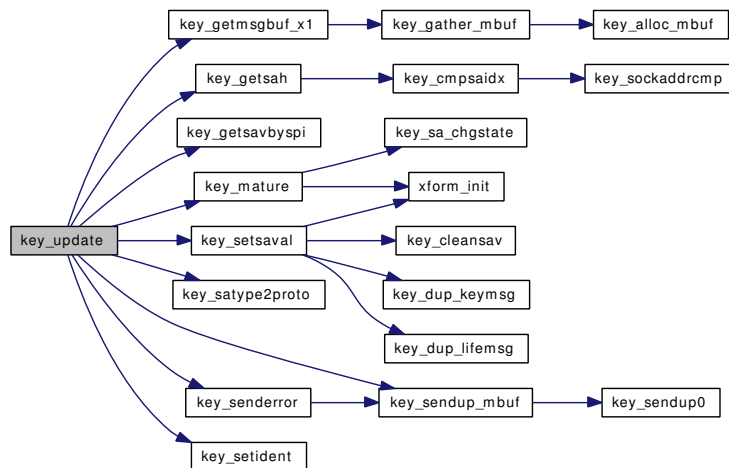 key_getmsgbuf_x1 key_gather_mbuf key_alloc_mbuf
key_getsah key_cmpsaidx key_sockaddrcmp
key_getsavbyspi key_sa_chgstate
key_mature xform_init
key_update key_setsaval key_cleansav
key_satype2proto key_dup_keymsg
key_dup_lifemsg
key_senderror key_sendup_mbuf key_sendup0
key_setident